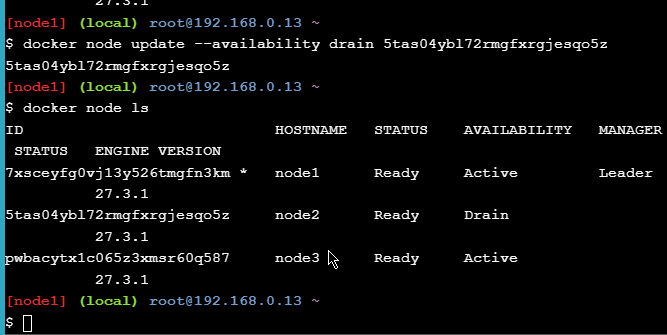 27.3.1
[node1] (local) root@192.168.0.13 ~
$ docker node update --availability drain 5tas04ybl72rmgfxrgjesqo5z
5tas04ybl72rmgfxrgjesqo5z
[node1] (local) root@192.168.0.13 ~
$ docker node ls
ID                            HOSTNAME   STATUS    AVAILABILITY   MANAGER
 STATUS   ENGINE VERSION
7xsceyfg0vj13y526tmgfn3km *   node1      Ready     Active         Leader
          27.3.1
5tas04ybl72rmgfxrgjesqo5z     node2      Ready     Drain
          27.3.1
pwbacytx1c065z3xmsr60q587     node3      Ready     Active
          27.3.1
[node1] (local) root@192.168.0.13 ~
$